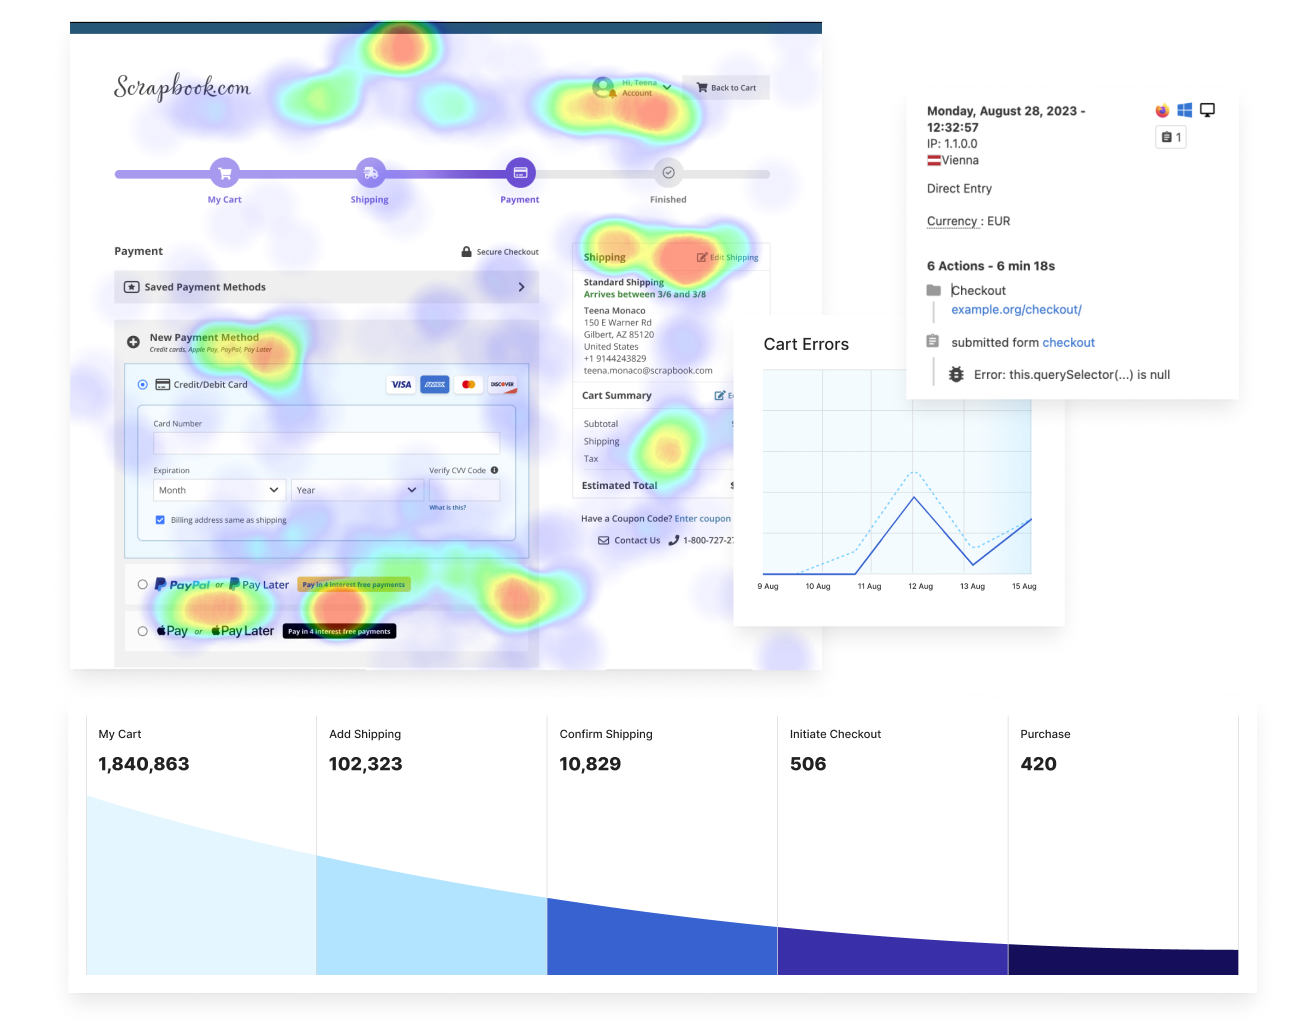 Scrapbook.com
Hi, Teena
Account
Back to Cart
My Cart
Shipping
Payment
Finished
Payment
Secure Checkout
Saved Payment Methods
New Payment Method
Credit cards, Apple Pay, PayPal, Pay Later
Credit/Debit Card
VISA
AMEX
DISCOVER
Card Number
Expiration
Verify CVV Code
Month
Year
What is this?
Billing address same as shipping
PayPal or Pay Later
Pay in 4 interest free payments
Pay or Pay Later
Pay in 4 interest free payments
Shipping
Edit Shipping
Standard Shipping
Arrives between 3/6 and 3/8
Teena Monaco
150 E Warner Rd
Gilbert, AZ 85120
United States
+1 9144243829
teena.monaco@scrapbook.com
Cart Summary
Subtotal
Shipping
Tax
Estimated Total
Have a Coupon Code? Enter coupon
Contact Us
1-800-727-2
Monday, August 28, 2023 -
12:32:57
IP: 1.1.0.0
1
Vienna
Direct Entry
Currency : EUR
6 Actions - 6 min 18s
Checkout
example.org/checkout/
submitted form checkout
Error: this.querySelector(...) is null
Cart Errors
9 Aug
10 Aug
11 Aug
12 Aug
13 Aug
15 Aug
My Cart
1,840,863
Add Shipping
102,323
Confirm Shipping
10,829
Initiate Checkout
506
Purchase
420